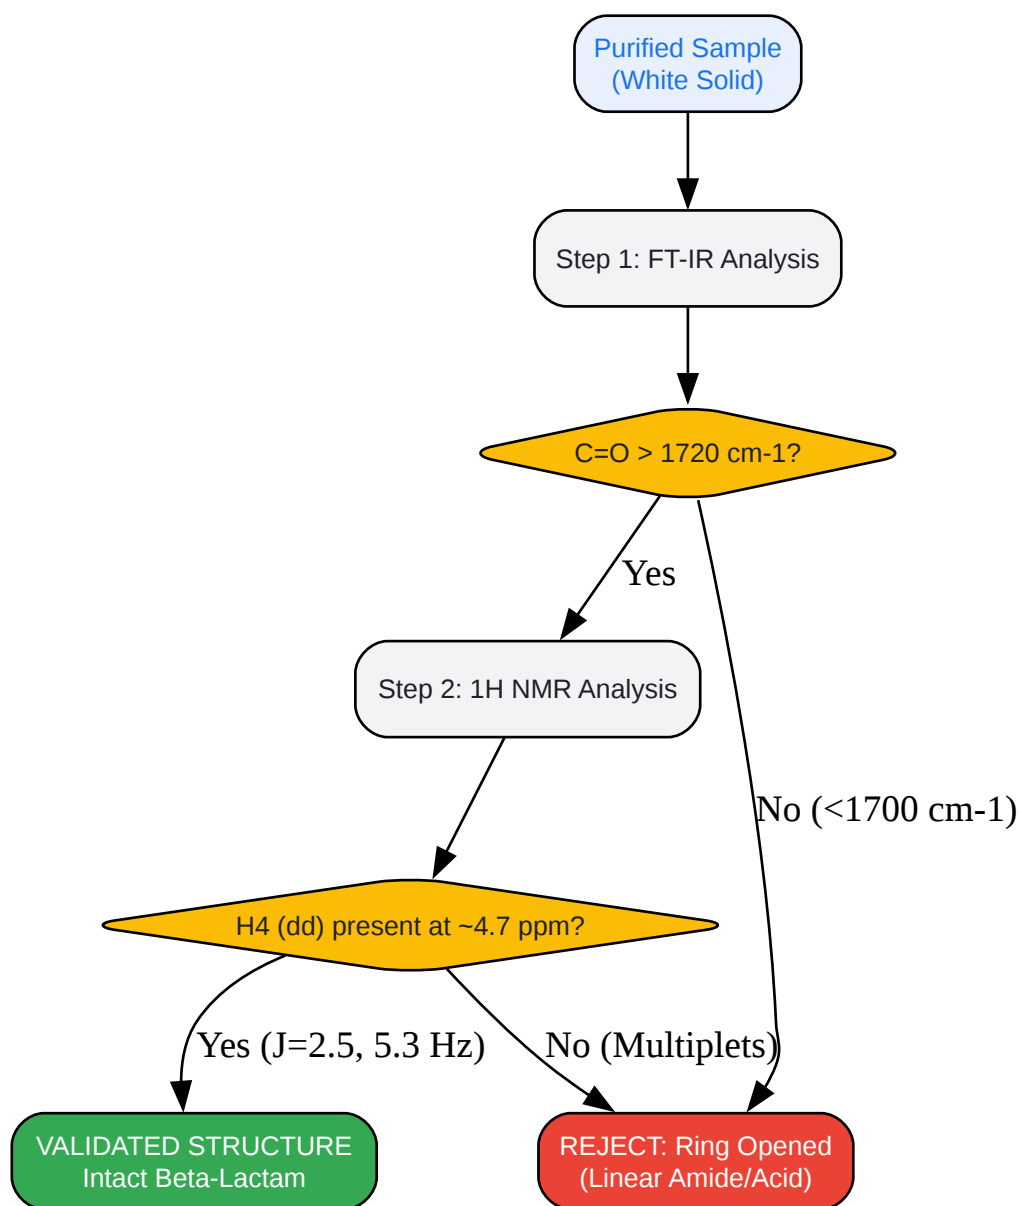 Purified Sample
(White Solid)
Step 1: FT-IR Analysis
C=O > 1720 cm-1?
Yes
Step 2: 1H NMR Analysis
No (<1700 cm-1)
H4 (dd) present at ~4.7 ppm?
Yes (J=2.5, 5.3 Hz)
No (Multiplets)
VALIDATED STRUCTURE
Intact Beta-Lactam
REJECT: Ring Opened
(Linear Amide/Acid)